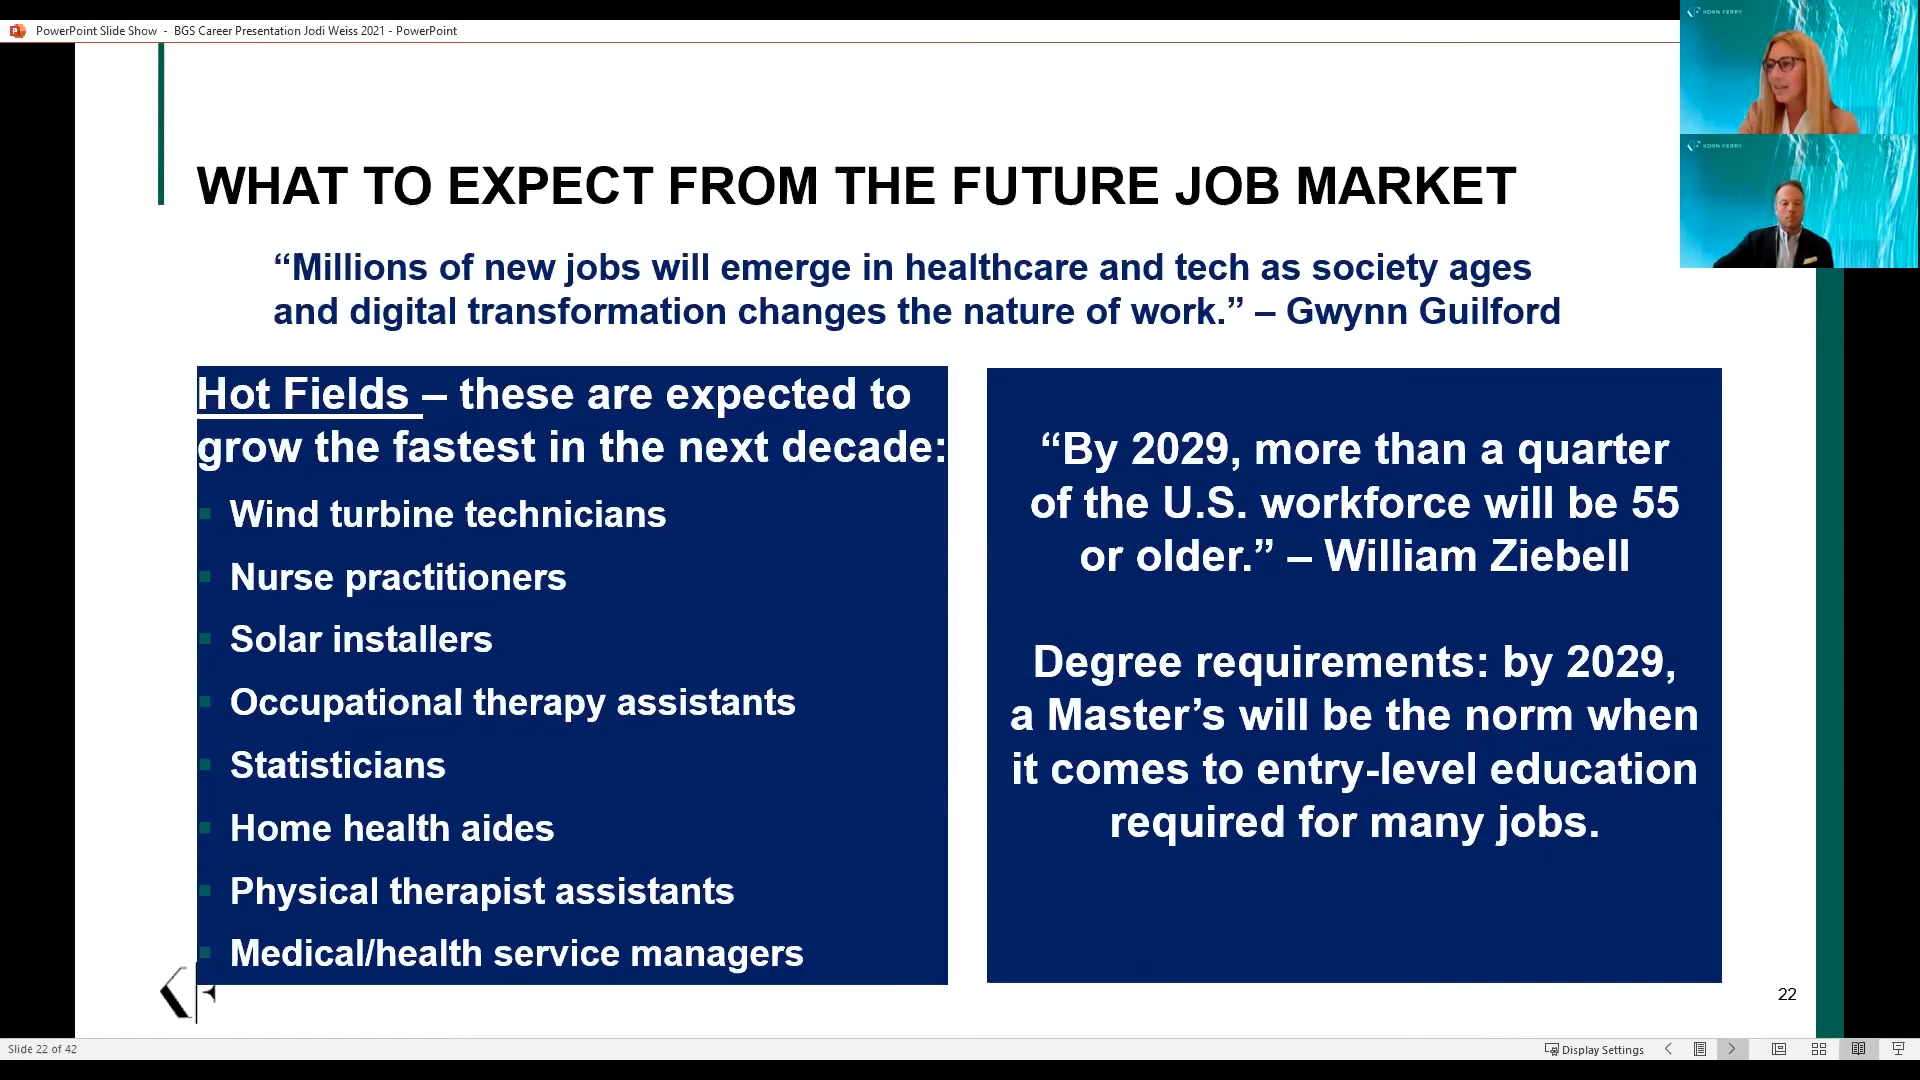 PowerPoint Slide Show - BGS Career Presentation Jodi Weiss 2021 - PowerPoint
KORN FERRY
KORN FERRY
WHAT TO EXPECT FROM THE FUTURE JOB MARKET
“Millions of new jobs will emerge in healthcare and tech as society ages
and digital transformation changes the nature of work.” – Gwynn Guilford
Hot Fields – these are expected to
grow the fastest in the next decade:
Wind turbine technicians
Nurse practitioners
Solar installers
Occupational therapy assistants
Statisticians
Home health aides
Physical therapist assistants
Medical/health service managers
“By 2029, more than a quarter
of the U.S. workforce will be 55
or older.” – William Ziebell
Degree requirements: by 2029,
a Master’s will be the norm when
it comes to entry-level education
required for many jobs.
KF
22
Slide 22 of 42
Display Settings